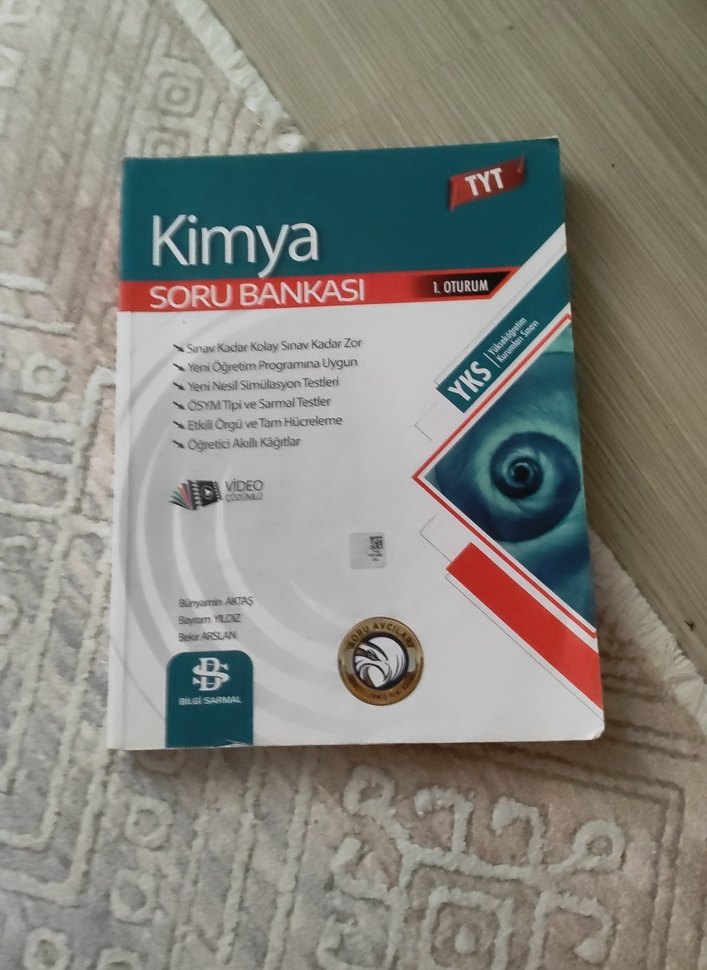 TYT
Kimya
SORU BANKASI
1. OTURUM
YKS
Yükseköğretim
Kurumları Sınavı
Sınav Kadar Kolay Sınav Kadar Zor
Yeni Öğretim Programına Uygun
Yeni Nesil Simülasyon Testleri
ÖSYM Tipi ve Sarmal Testler
Etkili Örgü ve Tam Hücreleme
Öğretici Akıllı Kâğıtlar
VİDEO
ÇÖZÜMLÜ
Bünyamin AKTAŞ
Bayram YILDIZ
Bekir ARSLAN
BS
BİLGİ SARMAL
SORU AVCILARI